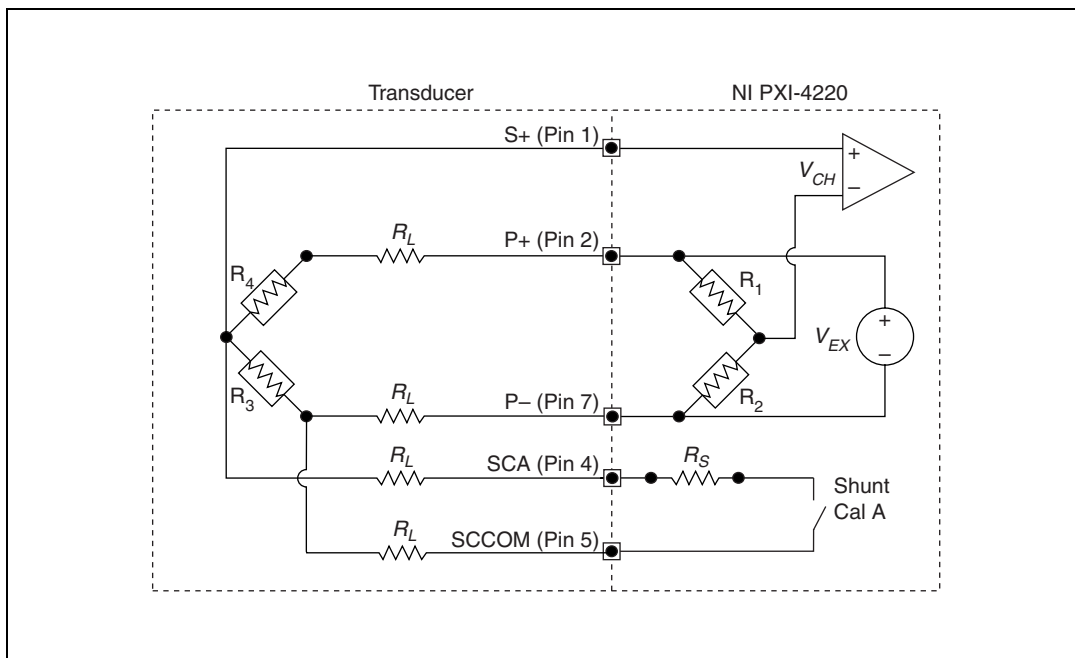 Transducer
NI PXI-4220
S+ (Pin 1)
+
V_CH
−
R_L
P+ (Pin 2)
R_4
R_1
+
V_EX
−
R_3
R_2
R_L
P− (Pin 7)
R_L
SCA (Pin 4)
R_S
Shunt
Cal A
R_L
SCCOM (Pin 5)